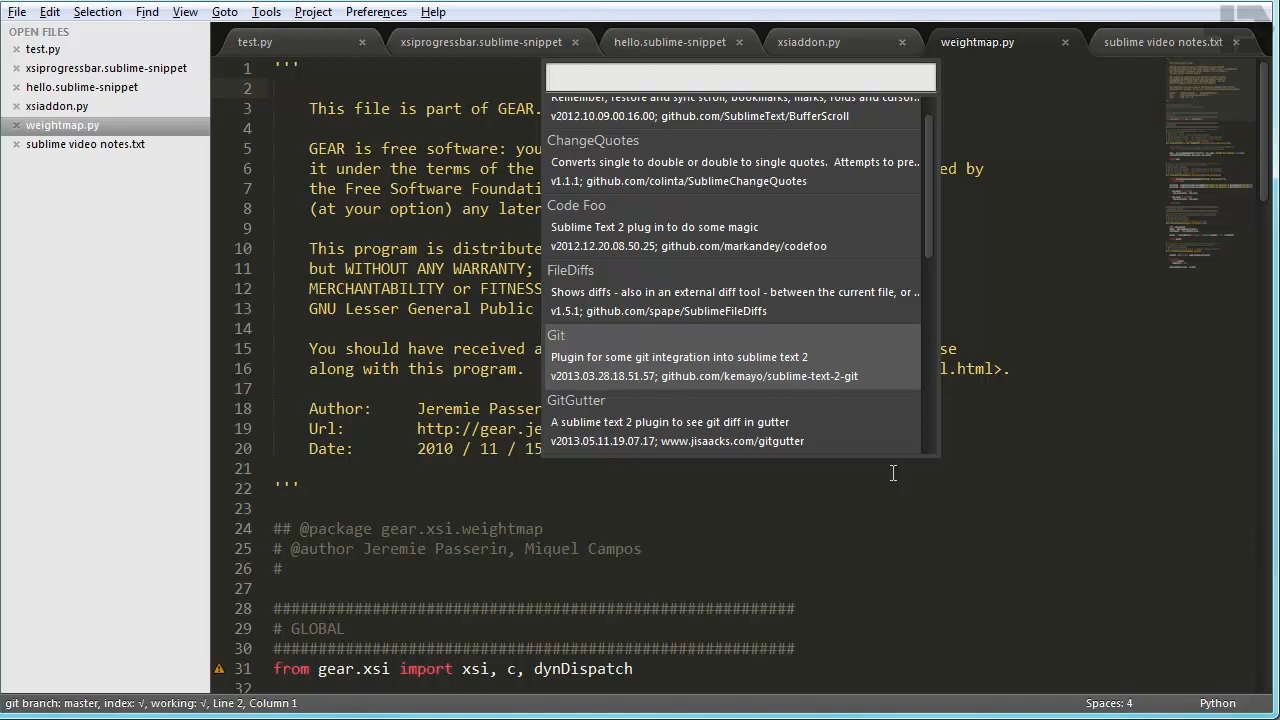 File Edit Selection Find View Goto Tools Project Preferences Help
OPEN FILES
× test.py
× xsiprogressbar.sublime-snippet
× hello.sublime-snippet
× xsiaddon.py
× weightmap.py
× sublime video notes.txt
test.py × xsiprogressbar.sublime-snippet × hello.sublime-snippet × xsiaddon.py × weightmap.py × sublime video notes.txt ×
1 '''
2
3 This file is part of GEAR.
4
5 GEAR is free software: you
6 it under the terms of the ed by
7 the Free Software Foundati
8 (at your option) any later
9
10 This program is distribute
11 but WITHOUT ANY WARRANTY;
12 MERCHANTABILITY or FITNESS
13 GNU Lesser General Public
14
15 You should have received a se
16 along with this program. l.html>.
17
18 Author: Jeremie Passer
19 Url: http://gear.je
20 Date: 2010 / 11 / 15
21
22 '''
23
24 ## @package gear.xsi.weightmap
25 # @author Jeremie Passerin, Miquel Campos
26 #
27
28 ##########################################################
29 # GLOBAL
30 ##########################################################
31 from gear.xsi import xsi, c, dynDispatch
32
Remember, restore and sync scroll, bookmarks, marks, folds and cursor..
v2012.10.09.00.16.00; github.com/SublimeText/BufferScroll
ChangeQuotes
Converts single to double or double to single quotes. Attempts to pre..
v1.1.1; github.com/colinta/SublimeChangeQuotes
Code Foo
Sublime Text 2 plug in to do some magic
v2012.12.20.08.50.25; github.com/markandey/codefoo
FileDiffs
Shows diffs - also in an external diff tool - between the current file, or ..
v1.5.1; github.com/spape/SublimeFileDiffs
Git
Plugin for some git integration into sublime text 2
v2013.03.28.18.51.57; github.com/kemayo/sublime-text-2-git
GitGutter
A sublime text 2 plugin to see git diff in gutter
v2013.05.11.19.07.17; www.jisaacks.com/gitgutter
git branch: master, index: √, working: √, Line 2, Column 1 Spaces: 4 Python